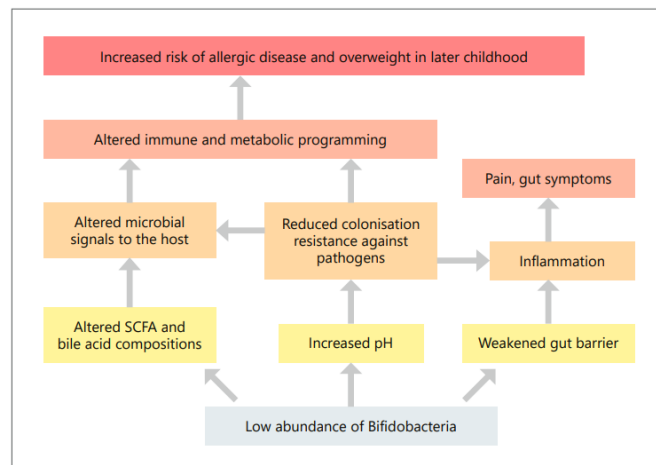 Increased risk of allergic disease and overweight in later childhood
Altered immune and metabolic programming
Pain, gut symptoms
Altered microbial
signals to the host
Reduced colonisation
resistance against
pathogens
Inflammation
Altered SCFA and
bile acid compositions
Increased pH
Weakened gut barrier
Low abundance of Bifidobacteria